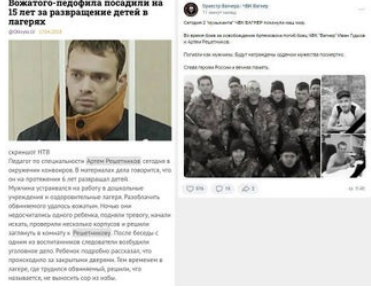 Вожатого-педофила посадили на
15 лет за развращение детей в
лагерях
скриншот НТВ
Педагог по специальности Артем Решетников сегодня в
окружении конвоиров. В материалах дела говорится, что
он на протяжении 6 лет развращал детей.
Мужчина устраивался на работу в дошкольные
учреждения и оздоровительные лагеря. Разоблачить
обвиняемого удалось вожатым. Ночью они
недосчитались одного ребенка, подняли тревогу, начали
искать, проверили несколько корпусов и решили
заглянуть в комнату к Решетникову. После беседы с
одним из воспитанников следователи возбудили
уголовное дело. Ребенок подробно рассказал, что
происходило за закрытыми дверями. Тем временем в
лагере, где трудился обвиняемый, решили, что
называется, не выносить сор из избы.
Оркестр Вагнера | ЧВК Вагнер
11 минут назад
Сегодня 2 "музыканта" ЧВК ВАГНЕР покинули наш мир.
Во время боев за освобождение Артемовска погиб боец ЧВК "Вагнер" Иван Гудков
и Артем Решетников.
Погибли как мужчины. Будут награждены орденом мужества посмертно.
Слава героям России и вечная память.